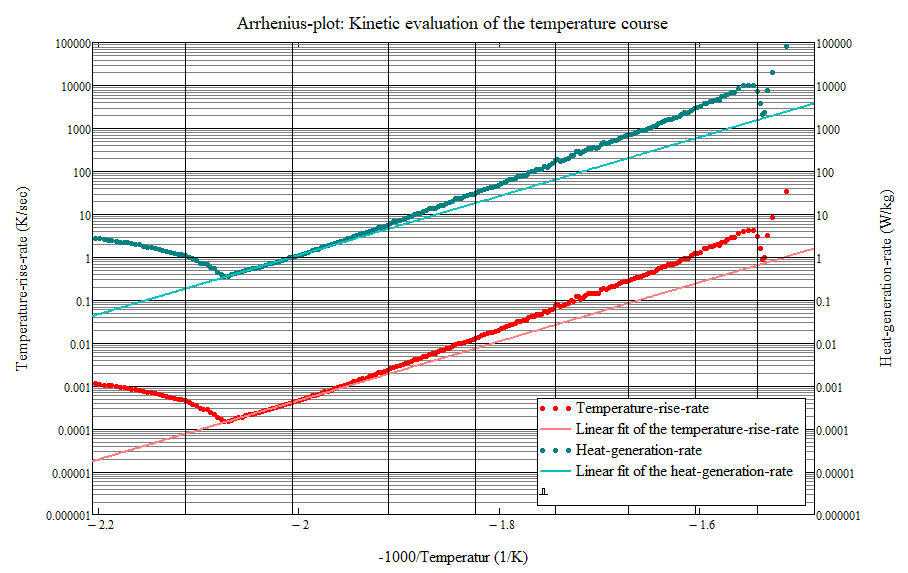 Arrhenius-plot: Kinetic evaluation of the temperature course
100000 100000
10000 10000
1000 1000
100 100
10 10
1 1
0.1 0.1
0.01 0.01
0.001 0.001
0.0001 0.0001
0.00001 0.00001
0.000001 0.000001
Temperature-rise-rate (K/sec)
Heat-generation-rate (W/kg)
Temperature-rise-rate
Linear fit of the temperature-rise-rate
Heat-generation-rate
Linear fit of the heat-generation-rate
−2.2 −2 −1.8 −1.6
-1000/Temperatur (1/K)